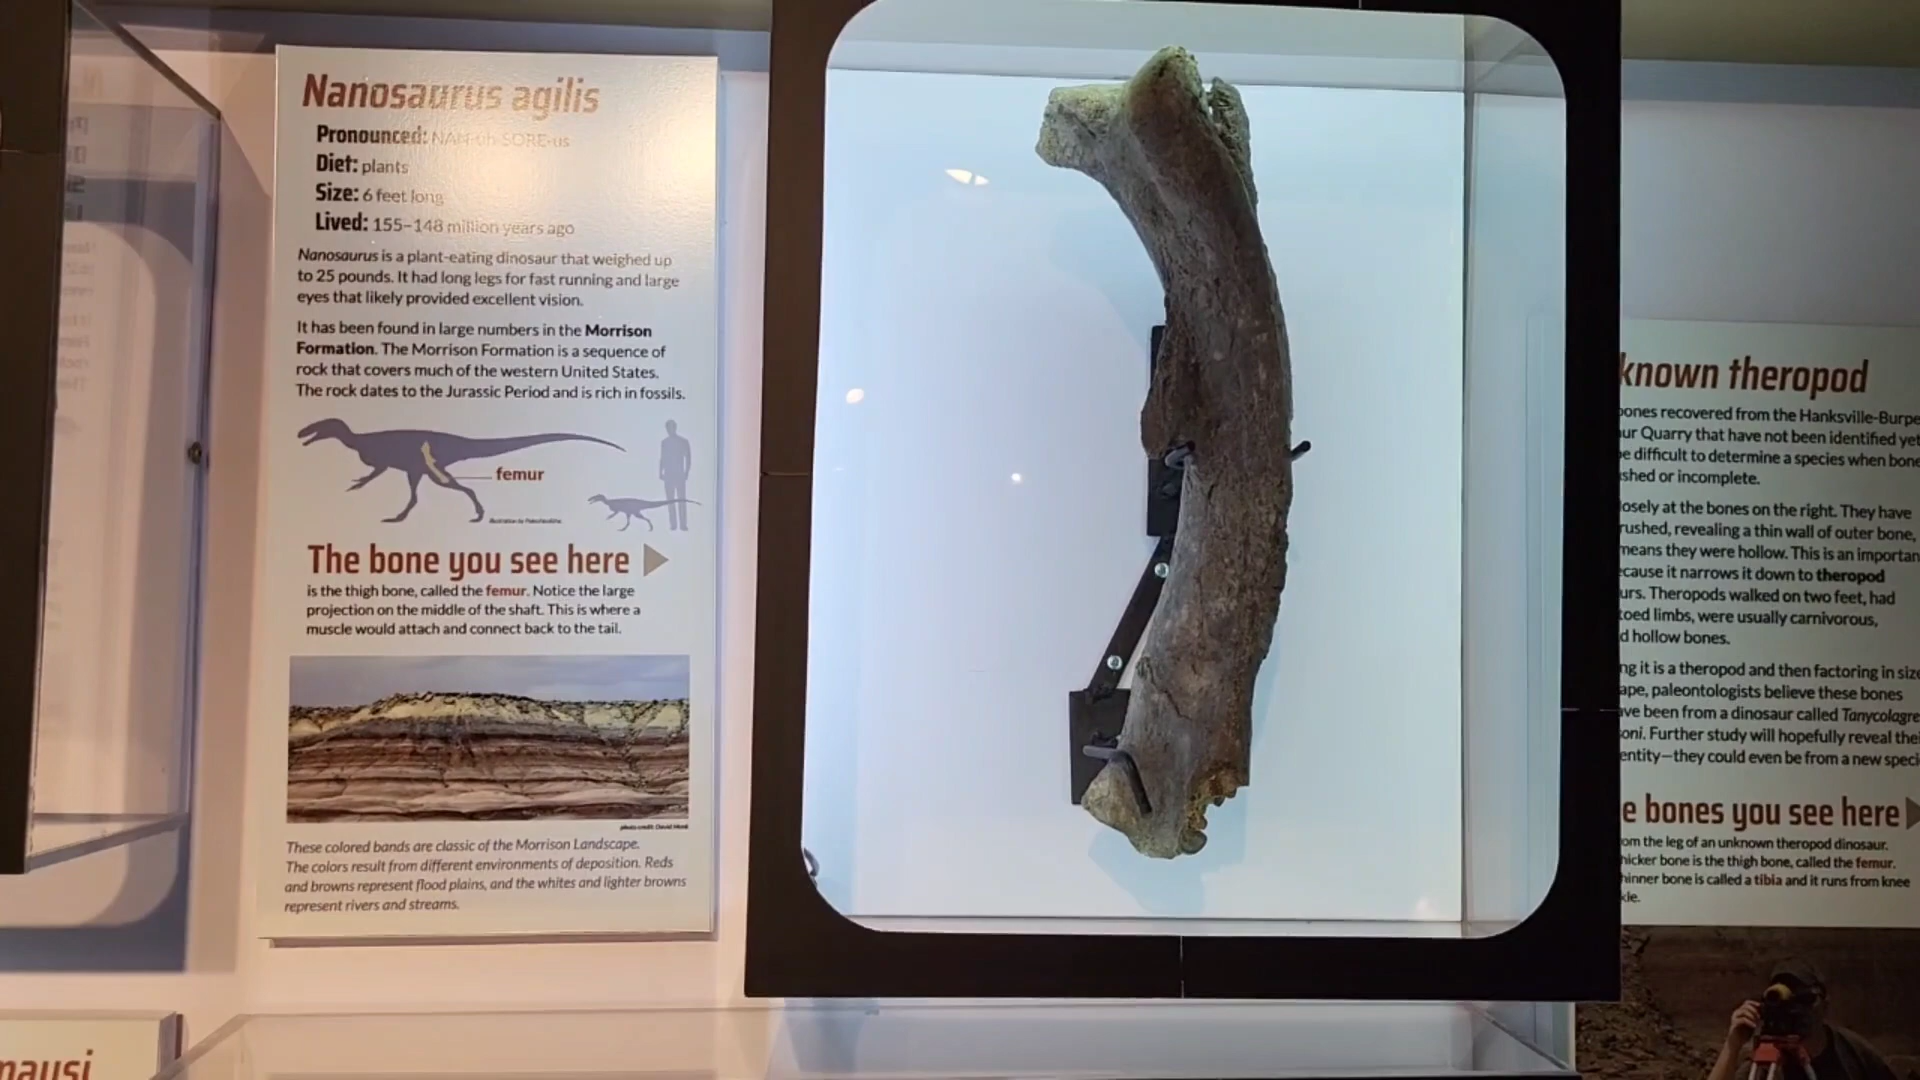 Nanosaurus agilis
Pronounced: NAN-oh-SORE-us
Diet: plants
Size: 6 feet long
Lived: 155–148 million years ago
Nanosaurus is a plant-eating dinosaur that weighed up
to 25 pounds. It had long legs for fast running and large
eyes that likely provided excellent vision.
It has been found in large numbers in the Morrison
Formation. The Morrison Formation is a sequence of
rock that covers much of the western United States.
The rock dates to the Jurassic Period and is rich in fossils.
femur
The bone you see here
is the thigh bone, called the femur. Notice the large
projection on the middle of the shaft. This is where a
muscle would attach and connect back to the tail.
These colored bands are classic of the Morrison Landscape.
The colors result from different environments of deposition. Reds
and browns represent flood plains, and the whites and lighter browns
represent rivers and streams.
known theropod
bones recovered from the Hanksville-Burpe
ur Quarry that have not been identified yet
e difficult to determine a species when bone
shed or incomplete.
losely at the bones on the right. They have
rushed, revealing a thin wall of outer bone,
means they were hollow. This is an importan
cause it narrows it down to theropod
urs. Theropods walked on two feet, had
toed limbs, were usually carnivorous,
d hollow bones.
ng it is a theropod and then factoring in size
ape, paleontologists believe these bones
ave been from a dinosaur called Tanycolagre
oni. Further study will hopefully reveal thei
entity—they could even be from a new speci
e bones you see here
om the leg of an unknown theropod dinosaur.
hicker bone is the thigh bone, called the femur.
hinner bone is called a tibia and it runs from knee
kle.
nausi